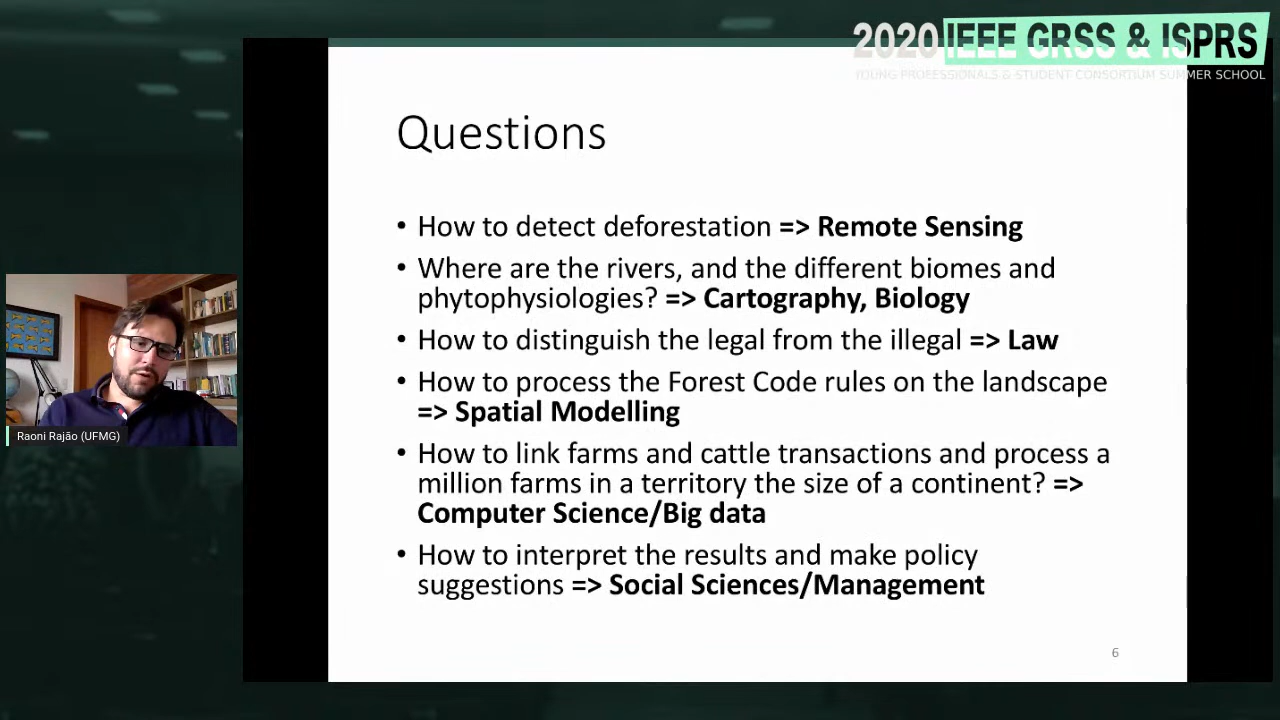 2020 IEEE GRSS & ISPRS
YOUNG PROFESSIONALS & STUDENT CONSORTIUM SUMMER SCHOOL
Questions
• How to detect deforestation => Remote Sensing
• Where are the rivers, and the different biomes and
phytophysiologies? => Cartography, Biology
• How to distinguish the legal from the illegal => Law
• How to process the Forest Code rules on the landscape
=> Spatial Modelling
• How to link farms and cattle transactions and process a
million farms in a territory the size of a continent? =>
Computer Science/Big data
• How to interpret the results and make policy
suggestions => Social Sciences/Management
Raoni Rajão (UFMG)
6